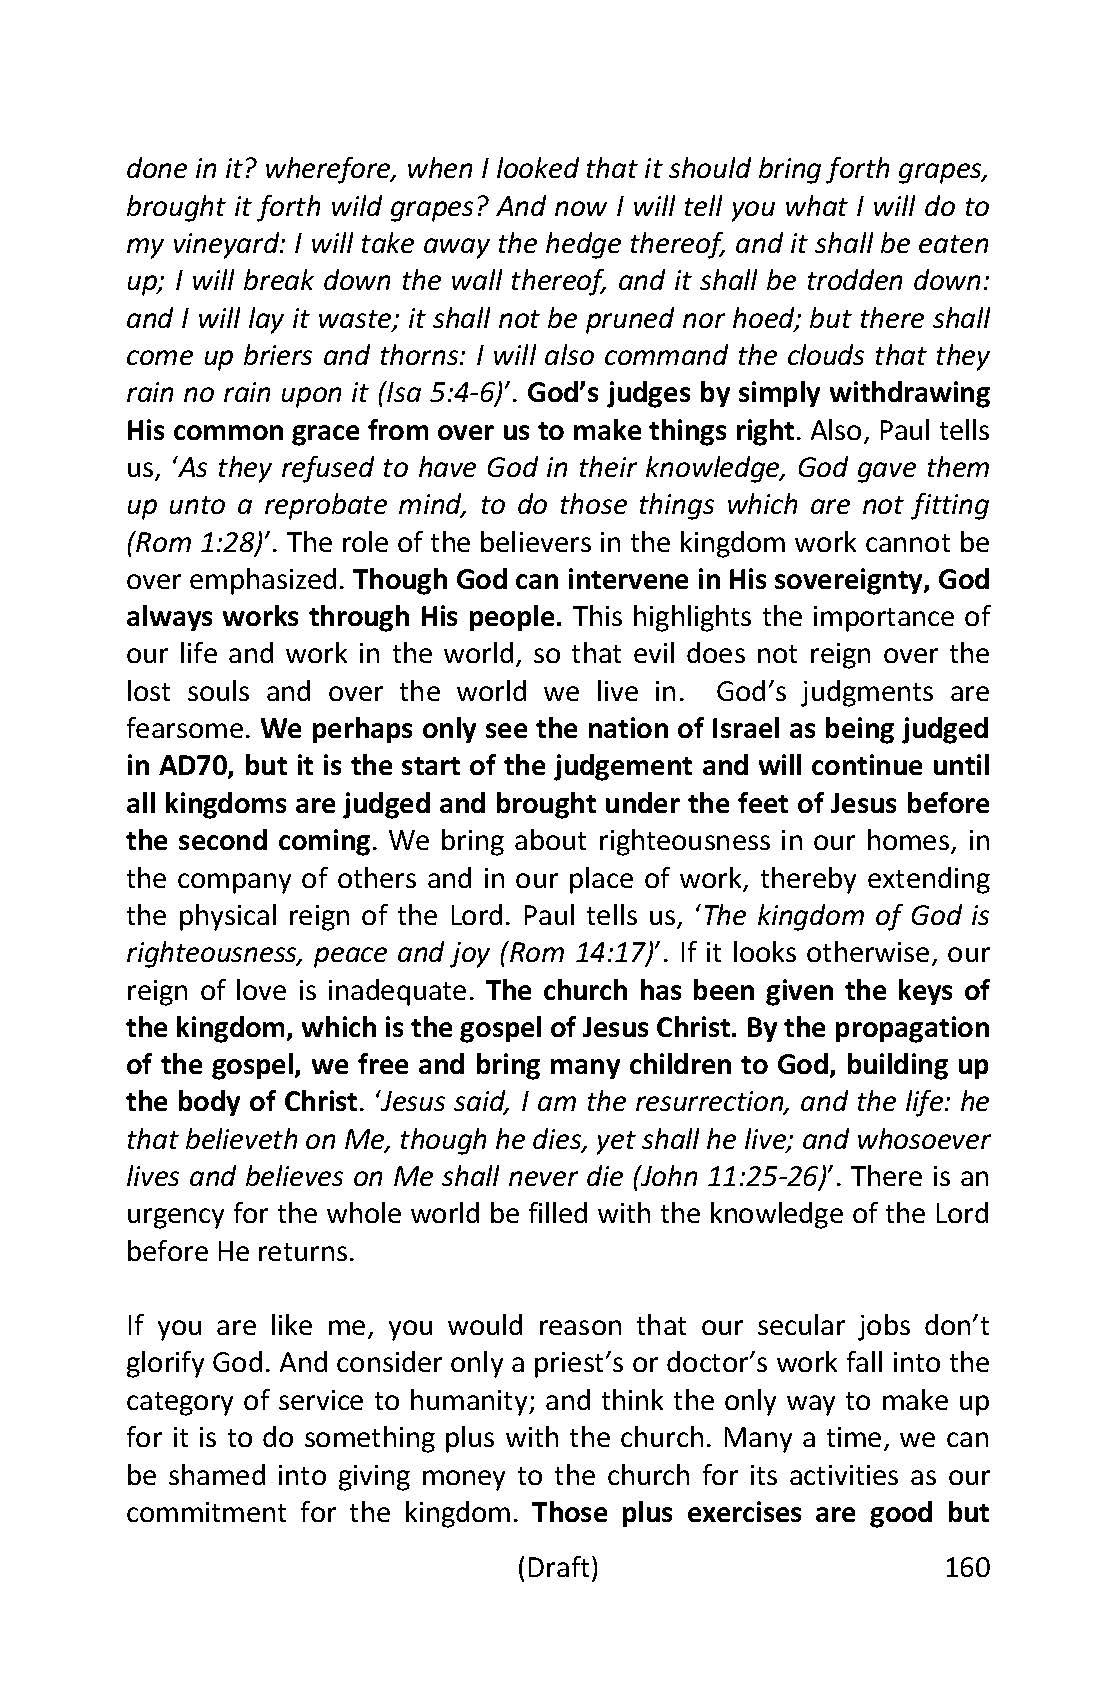 done in it? wherefore, when I looked that it should bring forth grapes,
brought it forth wild grapes? And now I will tell you what I will do to
my vineyard: I will take away the hedge thereof, and it shall be eaten
up; I will break down the wall thereof, and it shall be trodden down:
and I will lay it waste; it shall not be pruned nor hoed; but there shall
come up briers and thorns: I will also command the clouds that they
rain no rain upon it (Isa 5:4-6)’. God’s judges by simply withdrawing
His common grace from over us to make things right. Also, Paul tells
us, ‘As they refused to have God in their knowledge, God gave them
up unto a reprobate mind, to do those things which are not fitting
(Rom 1:28)’. The role of the believers in the kingdom work cannot be
over emphasized. Though God can intervene in His sovereignty, God
always works through His people. This highlights the importance of
our life and work in the world, so that evil does not reign over the
lost souls and over the world we live in. God’s judgments are
fearsome. We perhaps only see the nation of Israel as being judged
in AD70, but it is the start of the judgement and will continue until
all kingdoms are judged and brought under the feet of Jesus before
the second coming. We bring about righteousness in our homes, in
the company of others and in our place of work, thereby extending
the physical reign of the Lord. Paul tells us, ‘The kingdom of God is
righteousness, peace and joy (Rom 14:17)’. If it looks otherwise, our
reign of love is inadequate. The church has been given the keys of
the kingdom, which is the gospel of Jesus Christ. By the propagation
of the gospel, we free and bring many children to God, building up
the body of Christ. ‘Jesus said, I am the resurrection, and the life: he
that believeth on Me, though he dies, yet shall he live; and whosoever
lives and believes on Me shall never die (John 11:25-26)’. There is an
urgency for the whole world be filled with the knowledge of the Lord
before He returns.
If you are like me, you would reason that our secular jobs don’t
glorify God. And consider only a priest’s or doctor’s work fall into the
category of service to humanity; and think the only way to make up
for it is to do something plus with the church. Many a time, we can
be shamed into giving money to the church for its activities as our
commitment for the kingdom. Those plus exercises are good but
(Draft) 160